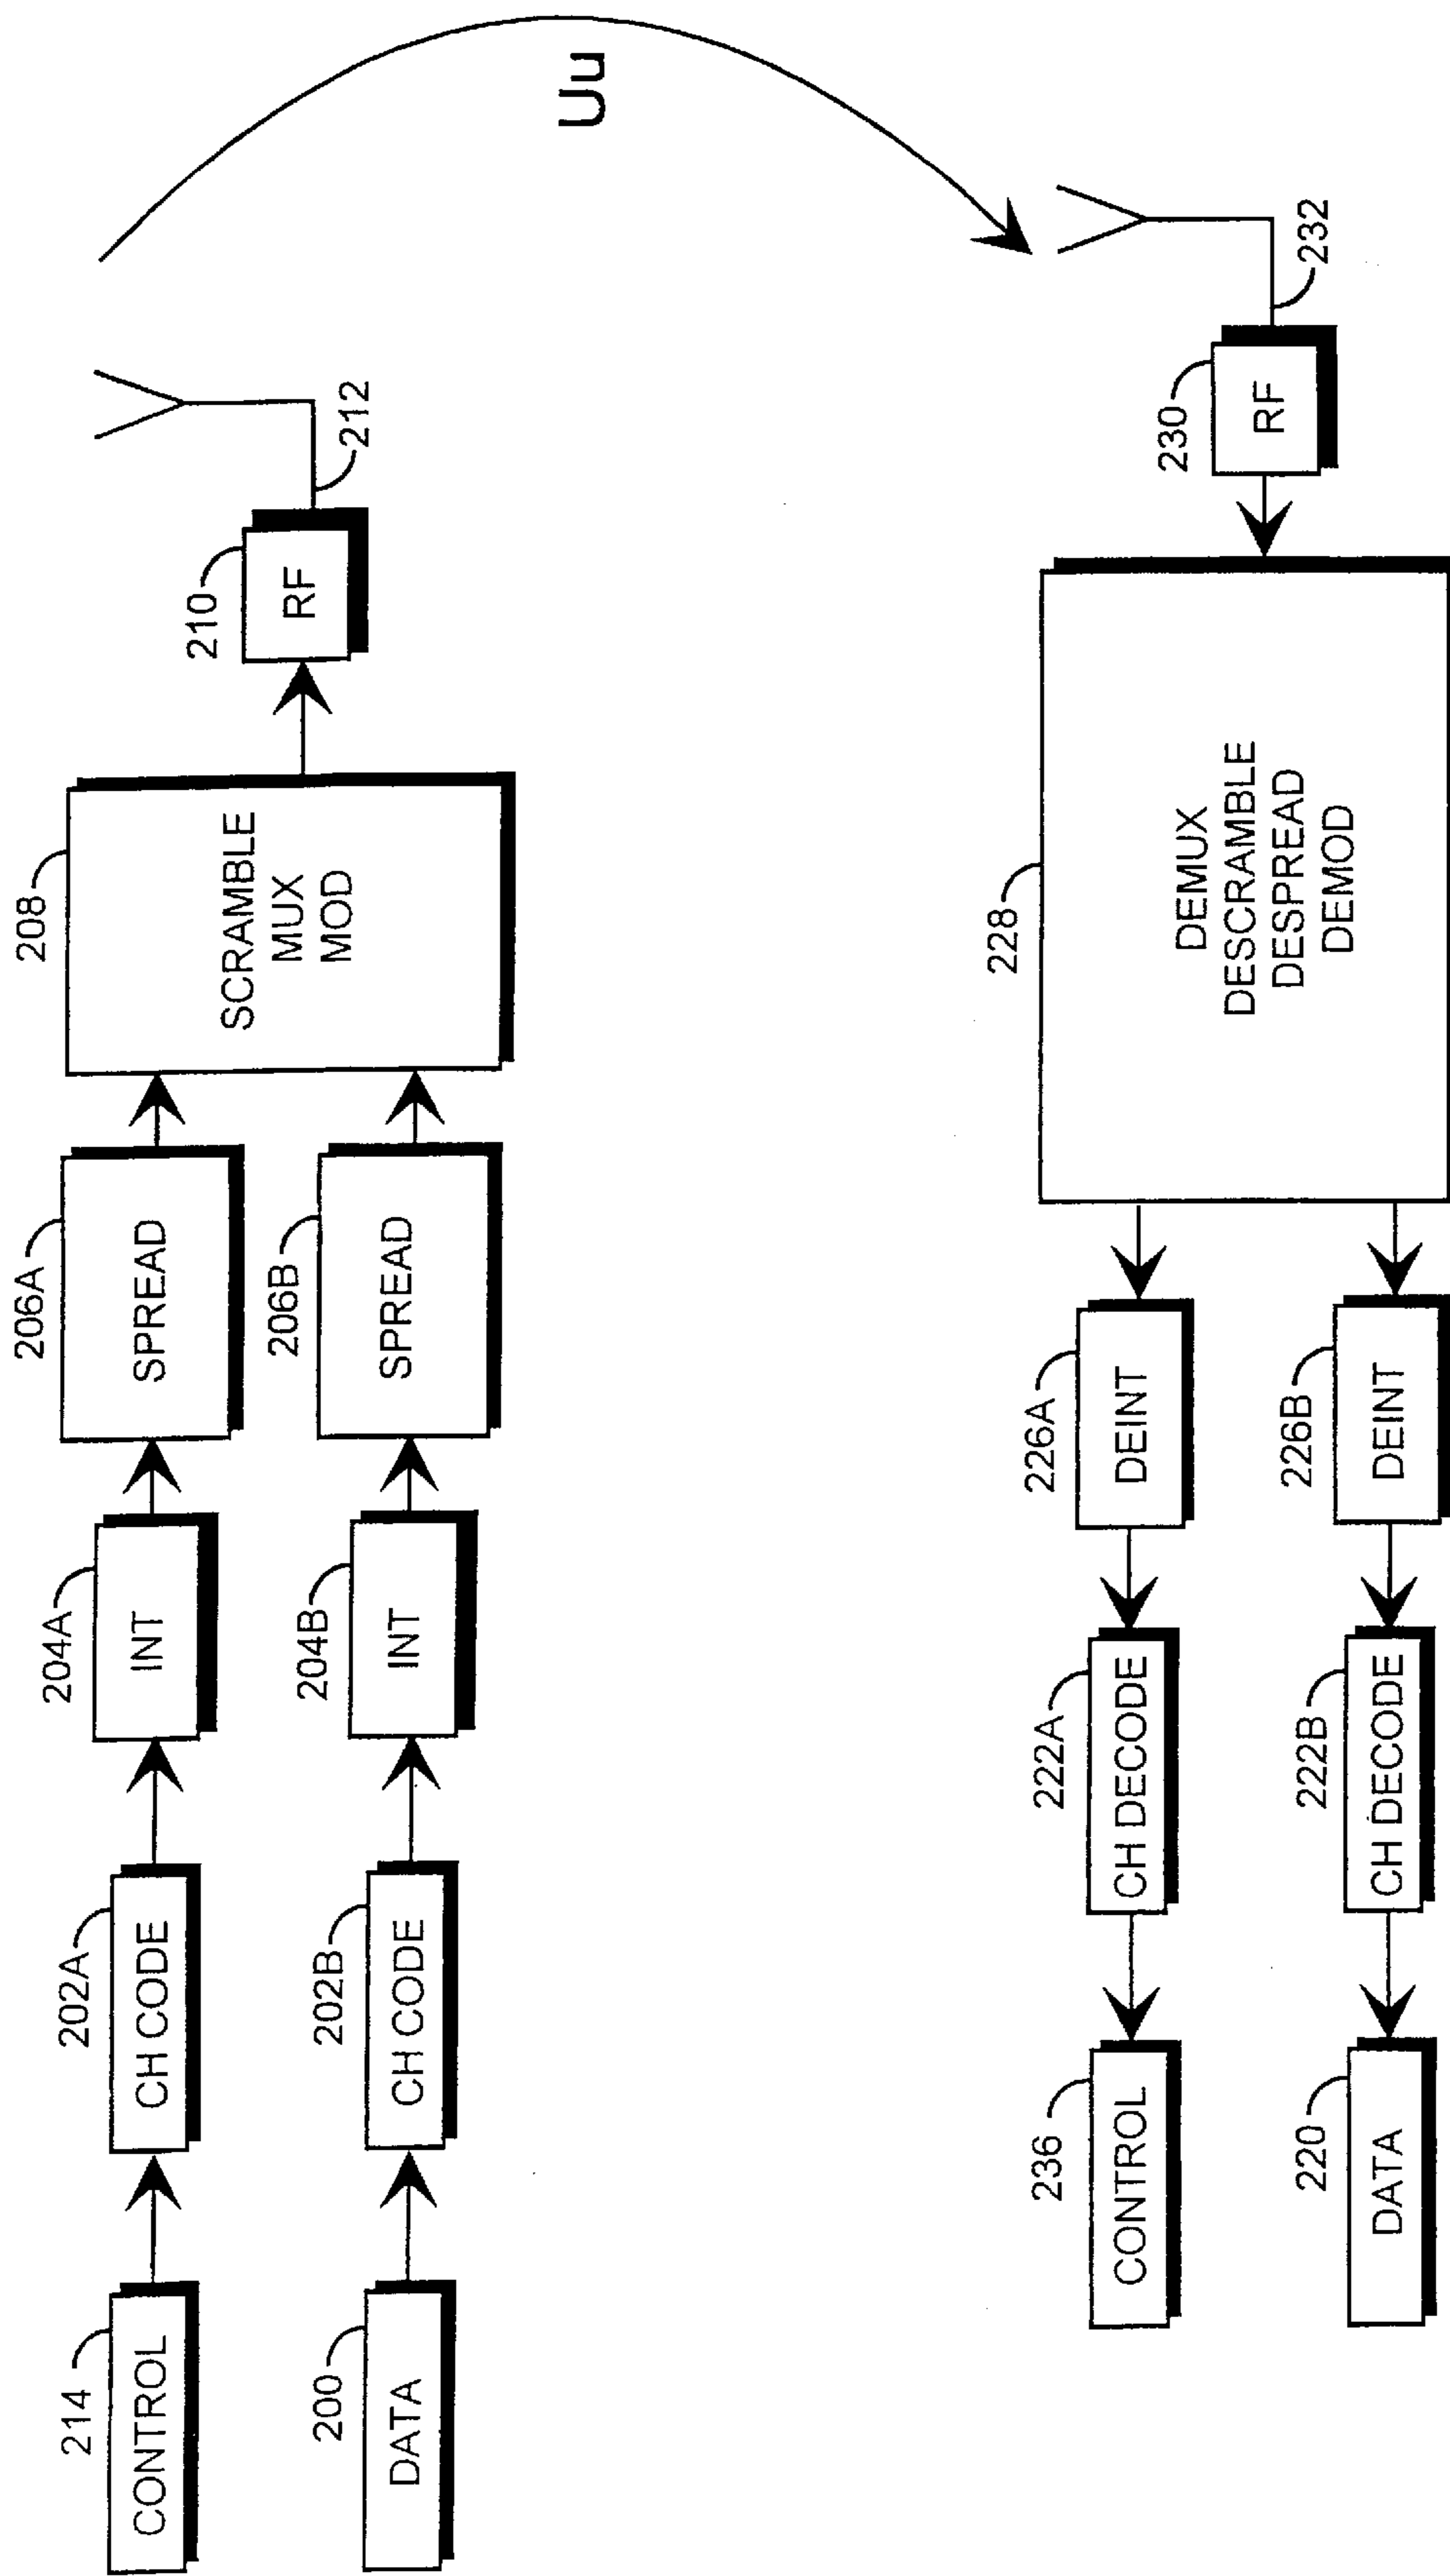 214
CONTROL
202A
CH CODE
204A
INT
206A
SPREAD
200
DATA
202B
CH CODE
204B
INT
206B
SPREAD
208
SCRAMBLE
MUX
MOD
210
RF
212
Uu
236
CONTROL
222A
CH DECODE
226A
DEINT
220
DATA
222B
CH DECODE
226B
DEINT
228
DEMUX
DESCRAMBLE
DESPREAD
DEMOD
230
RF
232